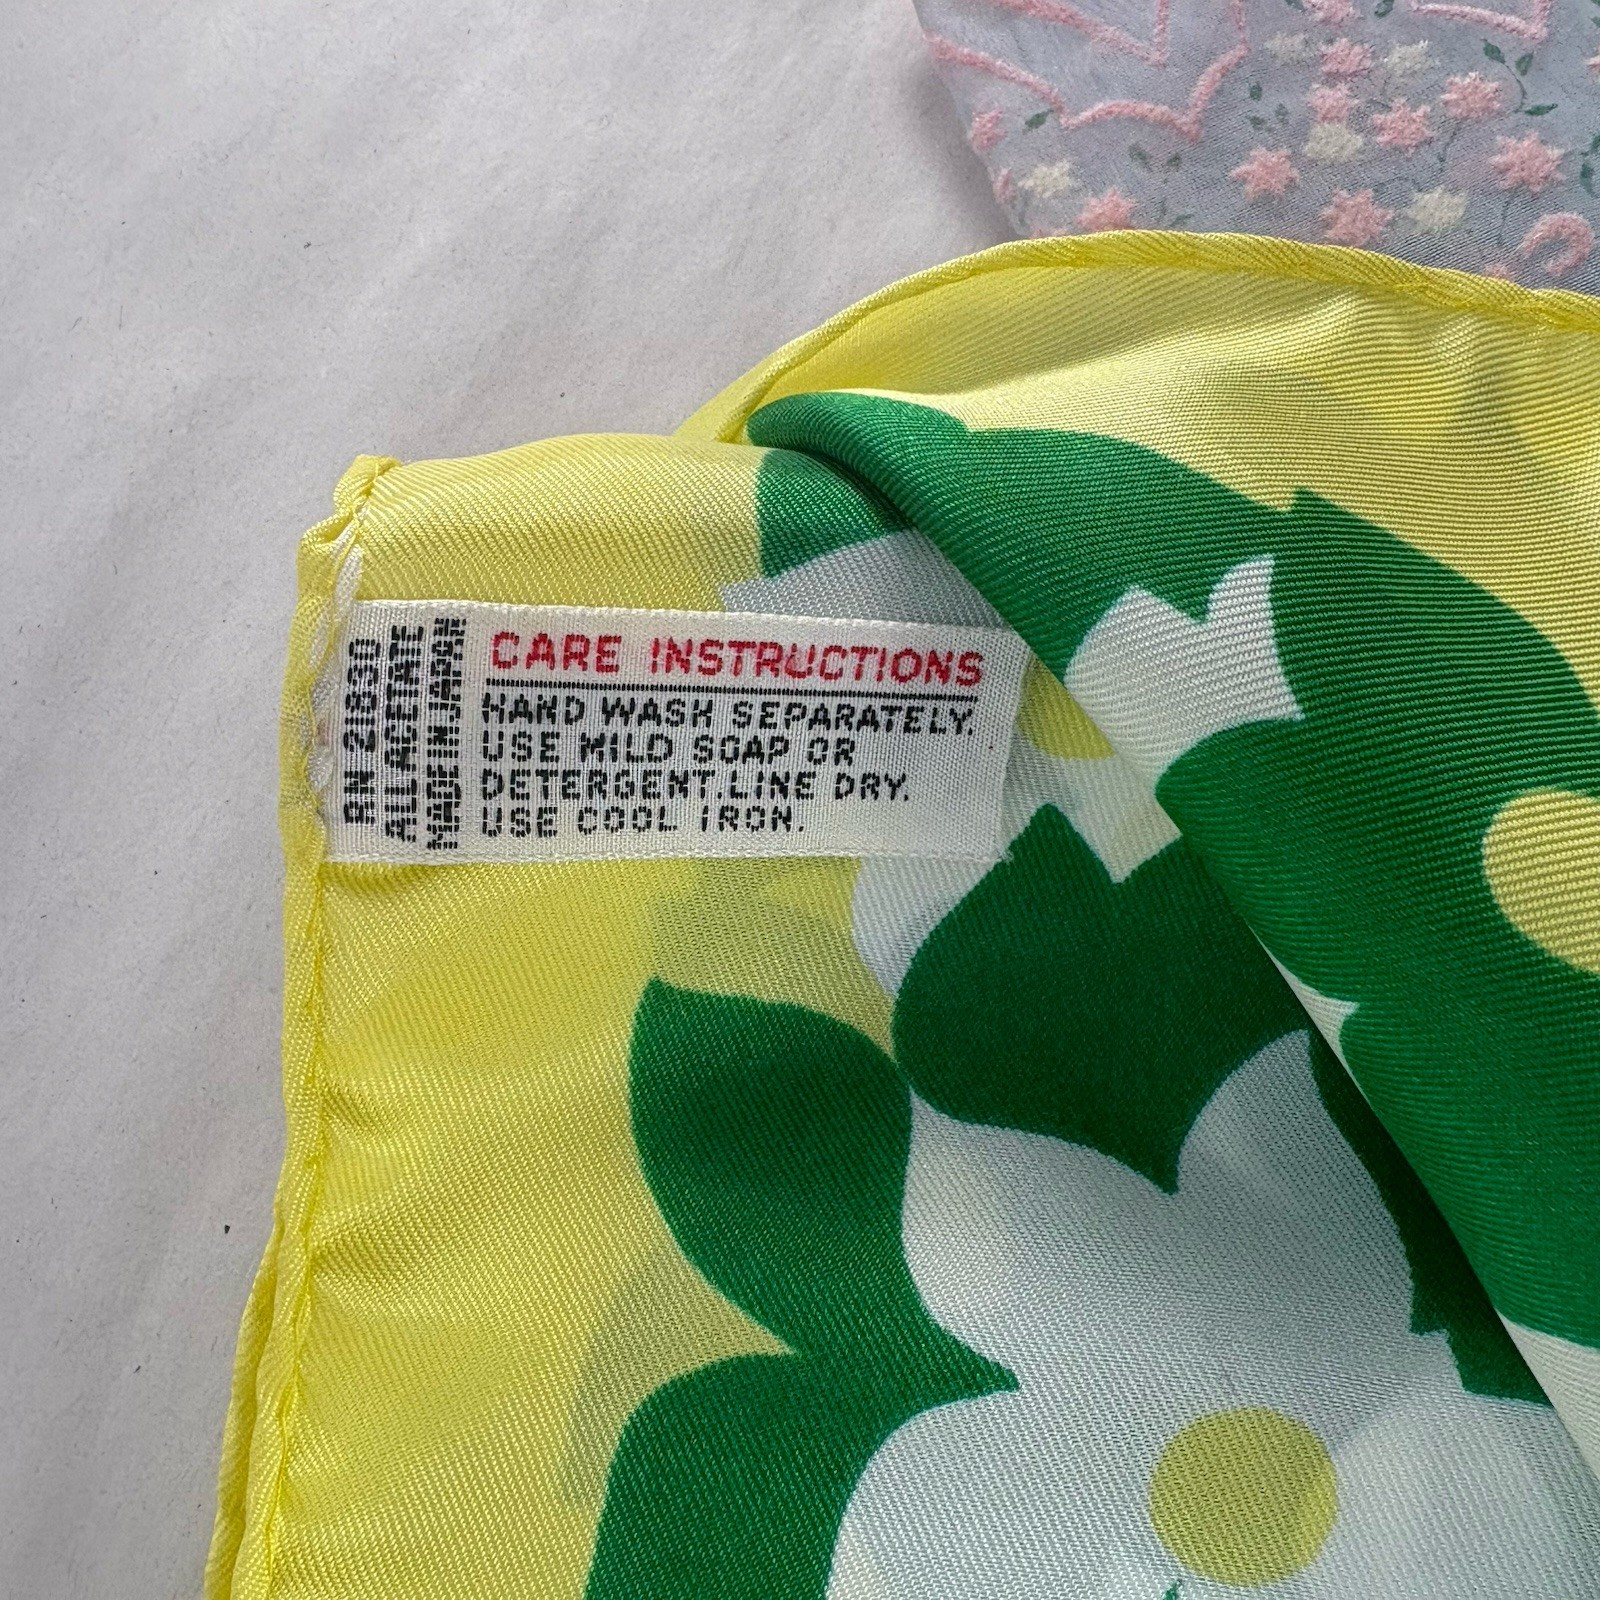 RN 21830
ALL ACETATE
MADE IN JAPAN
CARE INSTRUCTIONS
HAND WASH SEPARATELY.
USE MILD SOAP OR
DETERGENT. LINE DRY.
USE COOL IRON.